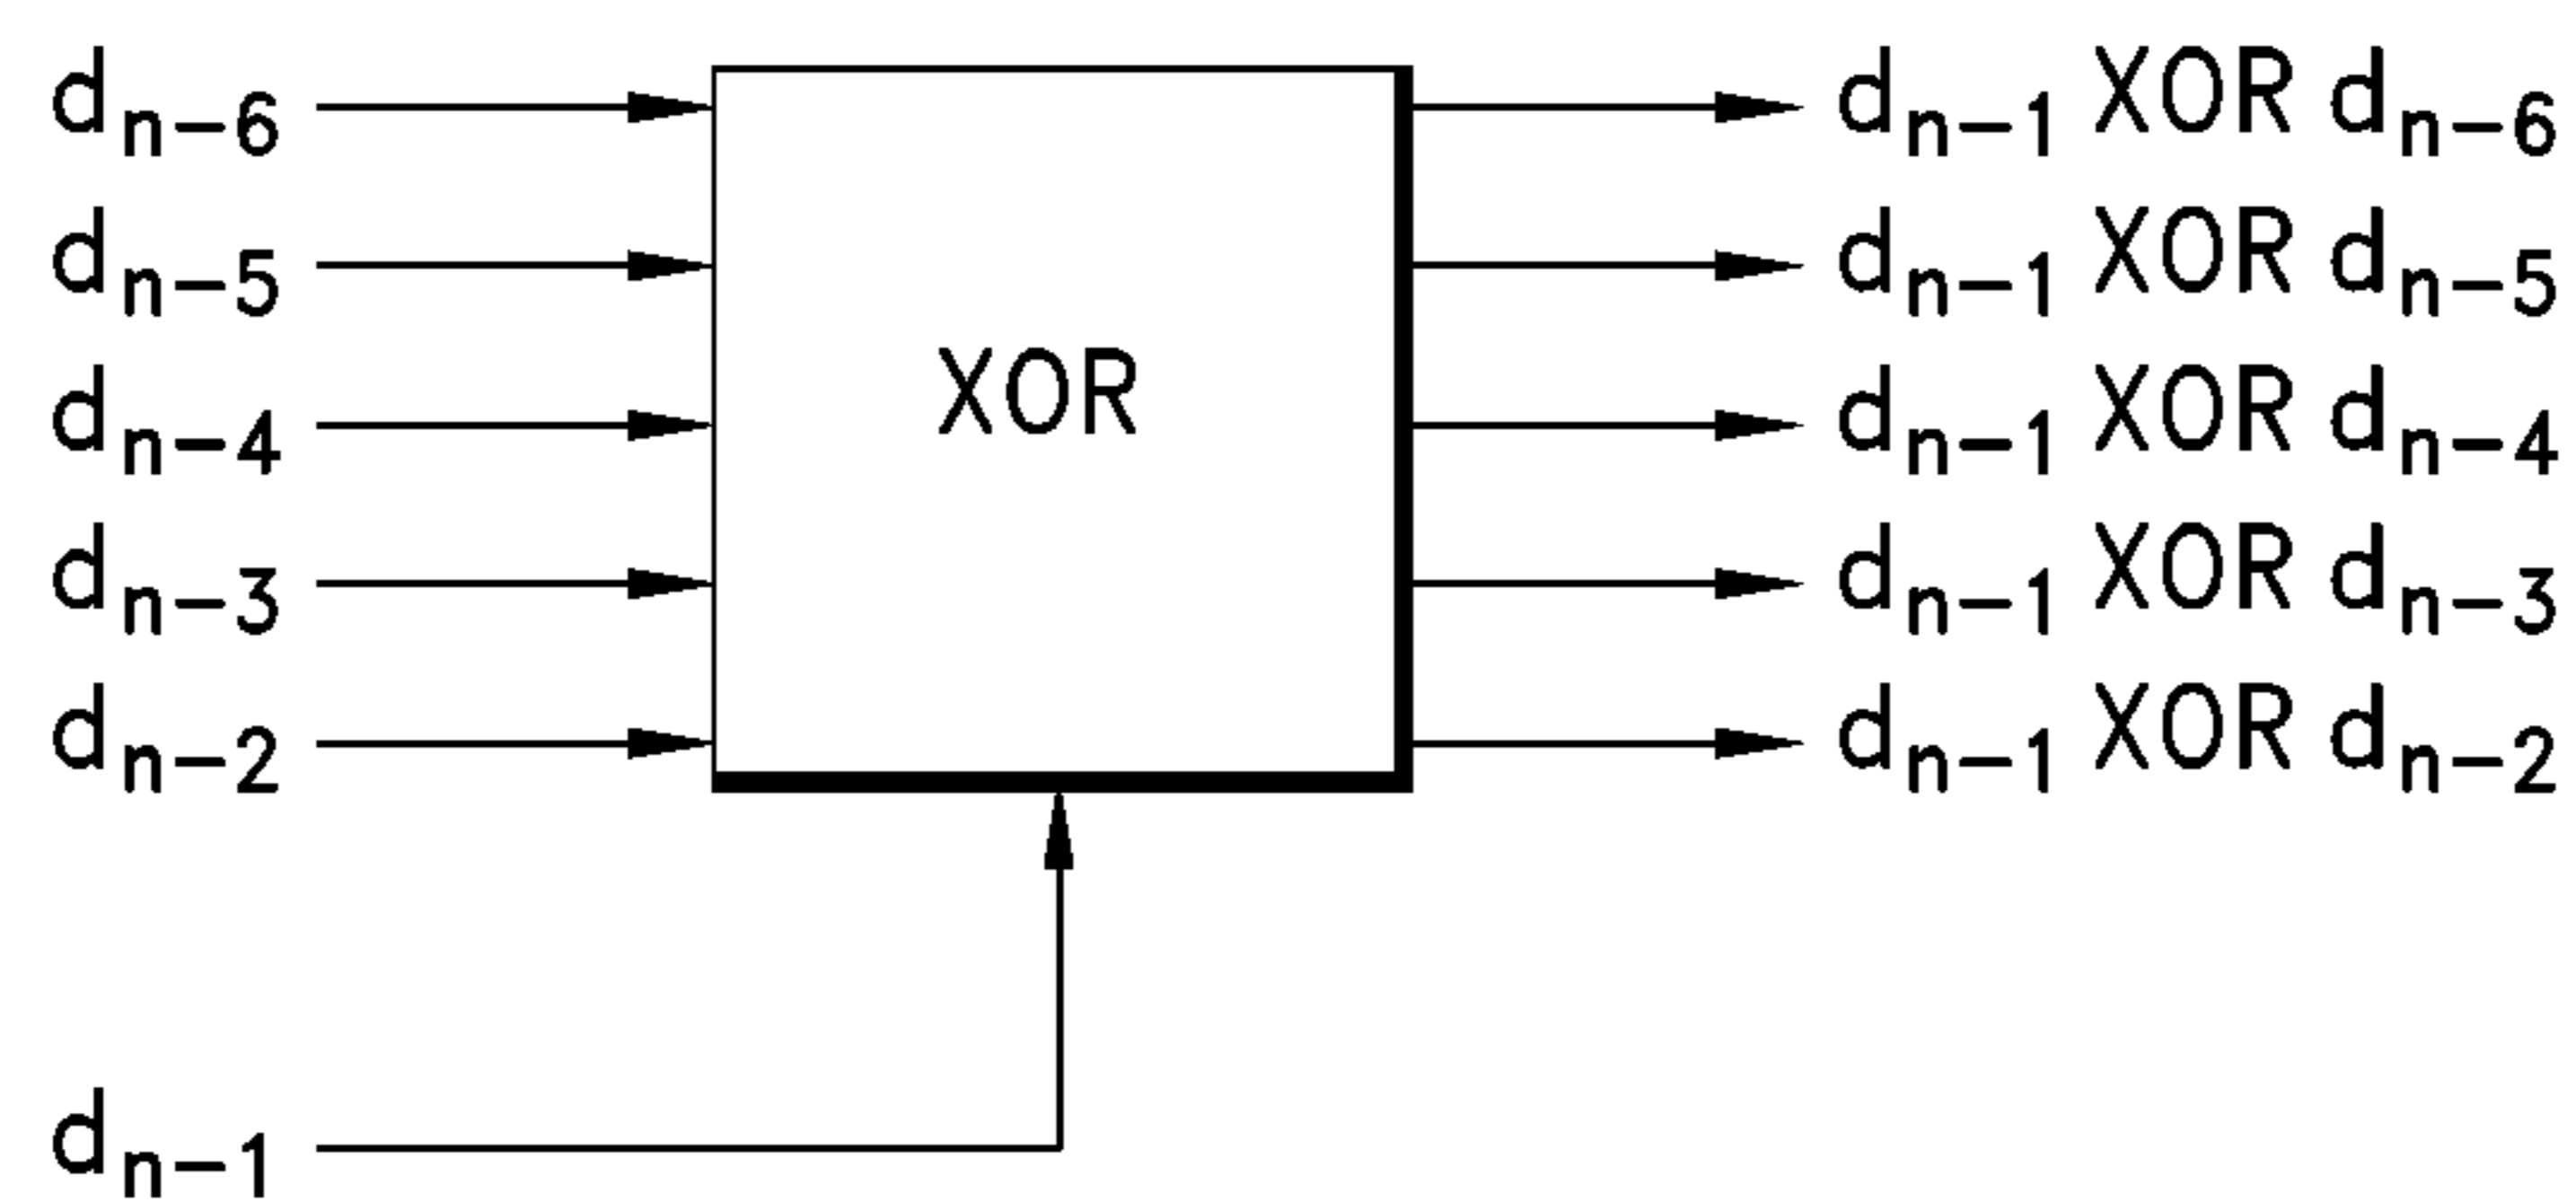 d_{n-6} d_{n-1} XOR d_{n-6}
d_{n-5} d_{n-1} XOR d_{n-5}
XOR
d_{n-4} d_{n-1} XOR d_{n-4}
d_{n-3} d_{n-1} XOR d_{n-3}
d_{n-2} d_{n-1} XOR d_{n-2}
d_{n-1}